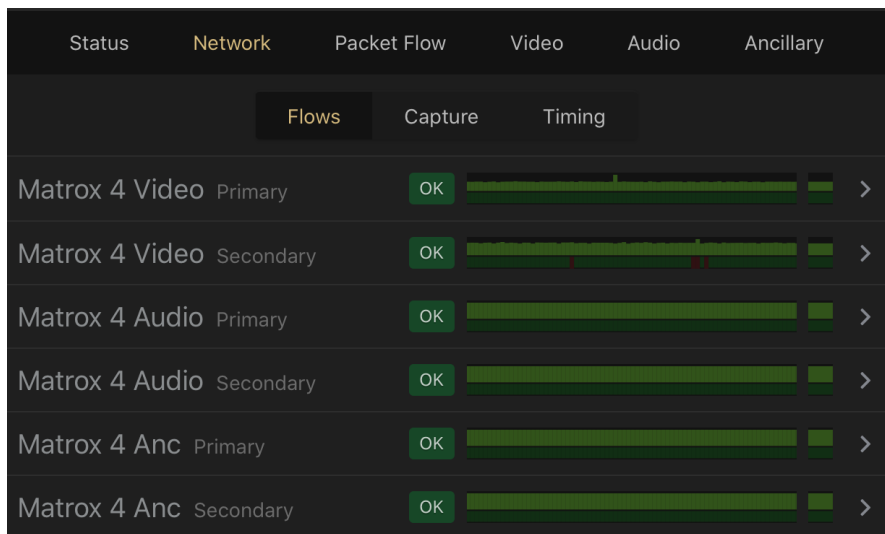 Status Network Packet Flow Video Audio Ancillary
Flows Capture Timing
Matrox 4 Video Primary OK
Matrox 4 Video Secondary OK
Matrox 4 Audio Primary OK
Matrox 4 Audio Secondary OK
Matrox 4 Anc Primary OK
Matrox 4 Anc Secondary OK